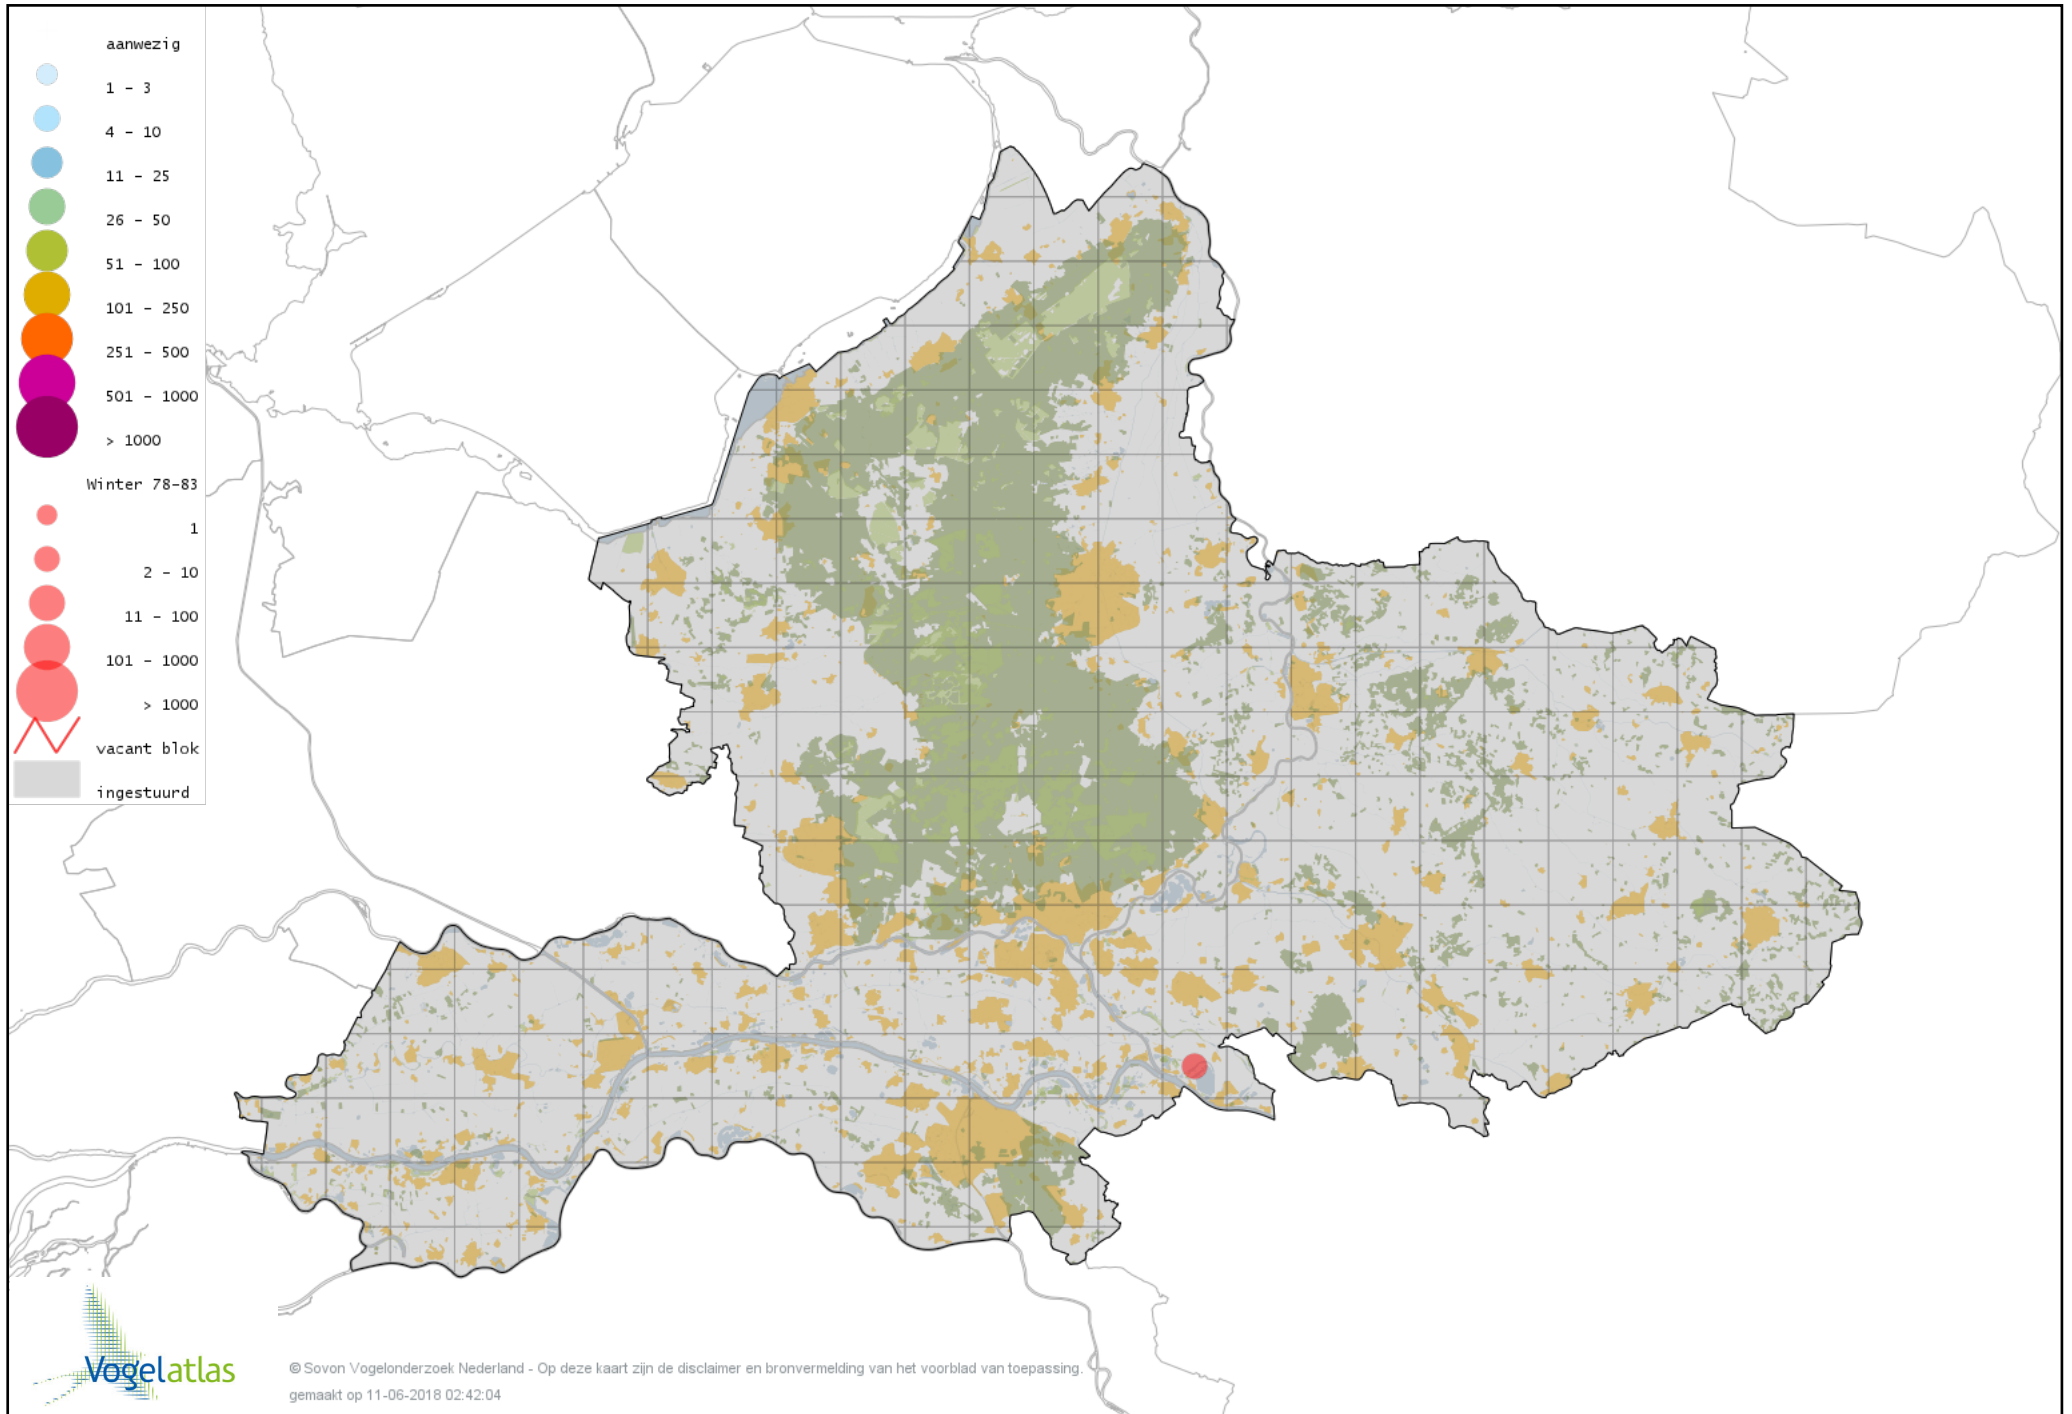 aanwezig
1 - 3
4 - 10
11 - 25
26 - 50
51 - 100
101 - 250
251 - 500
501 - 1000
> 1000
Winter 78-83
1
2 - 10
11 - 100
101 - 1000
> 1000
vacant blok
ingestuurd
Vogelatlas
© Sovon Vogelonderzoek Nederland - Op deze kaart zijn de disclaimer en bronvermelding van het voorblad van toepassing.
gemaakt op 11-06-2018 02:42:04